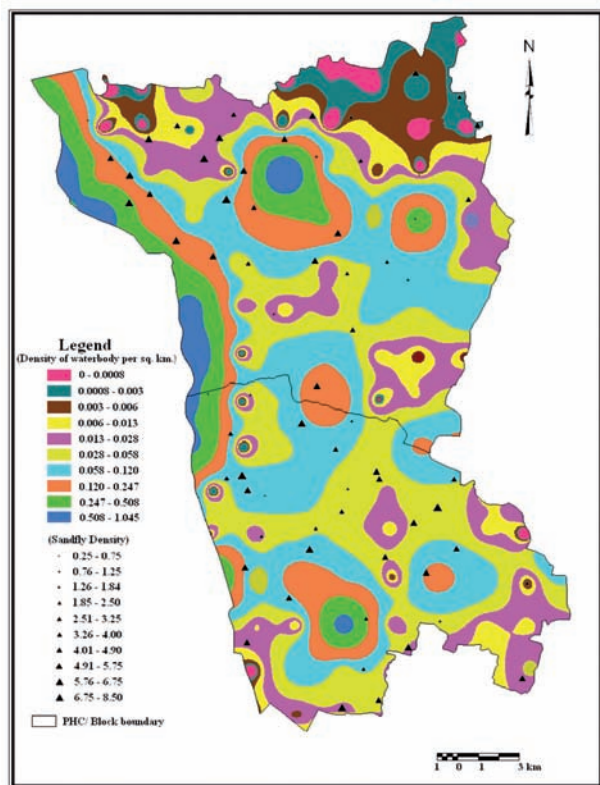 N
Legend
(Density of waterbody per sq. km.)
0 - 0.0008
0.0008 - 0.003
0.003 - 0.006
0.006 - 0.013
0.013 - 0.028
0.028 - 0.058
0.058 - 0.120
0.120 - 0.247
0.247 - 0.508
0.508 - 1.045
(Sandfly Density)
0.25 - 0.75
0.76 - 1.25
1.26 - 1.84
1.85 - 2.50
2.51 - 3.25
3.26 - 4.00
4.01 - 4.90
4.91 - 5.75
5.76 - 6.75
6.75 - 8.50
PHC/ Block boundary
1 0 1 3 km